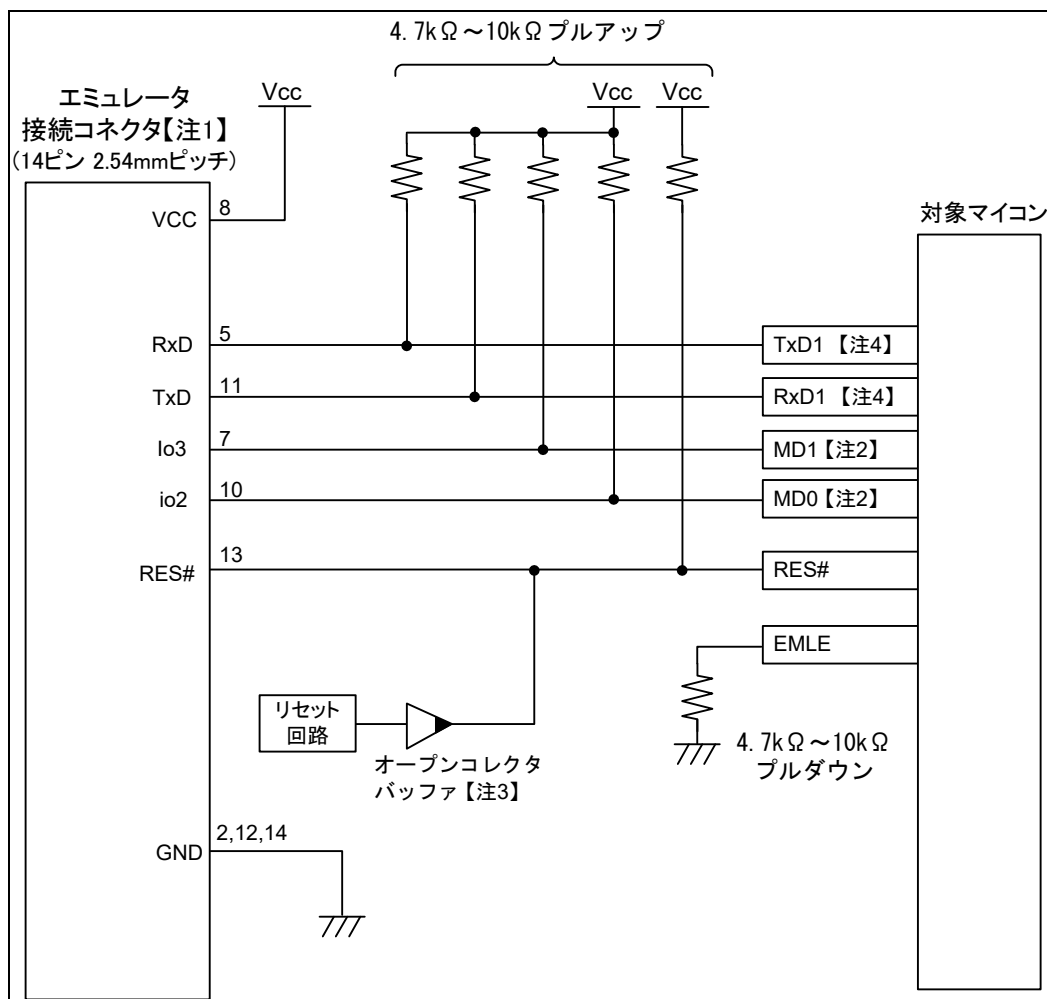 4.7kΩ～10kΩ プルアップ
エミュレータ
接続コネクタ【注1】
(14ピン 2.54mmピッチ)
Vcc
Vcc
Vcc
対象マイコン
VCC
8
RxD
5
TxD1 【注4】
TxD
11
RxD1 【注4】
Io3
7
MD1【注2】
io2
10
MD0【注2】
RES#
13
RES#
EMLE
リセット
回路
オープンコレクタ
バッファ【注3】
4.7kΩ～10kΩ
プルダウン
GND
2,12,14